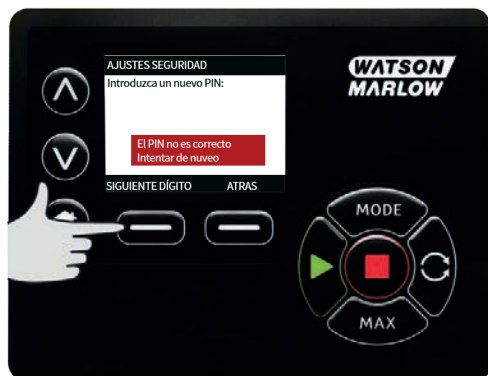 AJUSTES SEGURIDAD
Introduzca un nuevo PIN:
El PIN no es correcto
Intentar de nuveo
SIGUIENTE DÍGITO ATRAS
WATSON
MARLOW
MODE
MAX